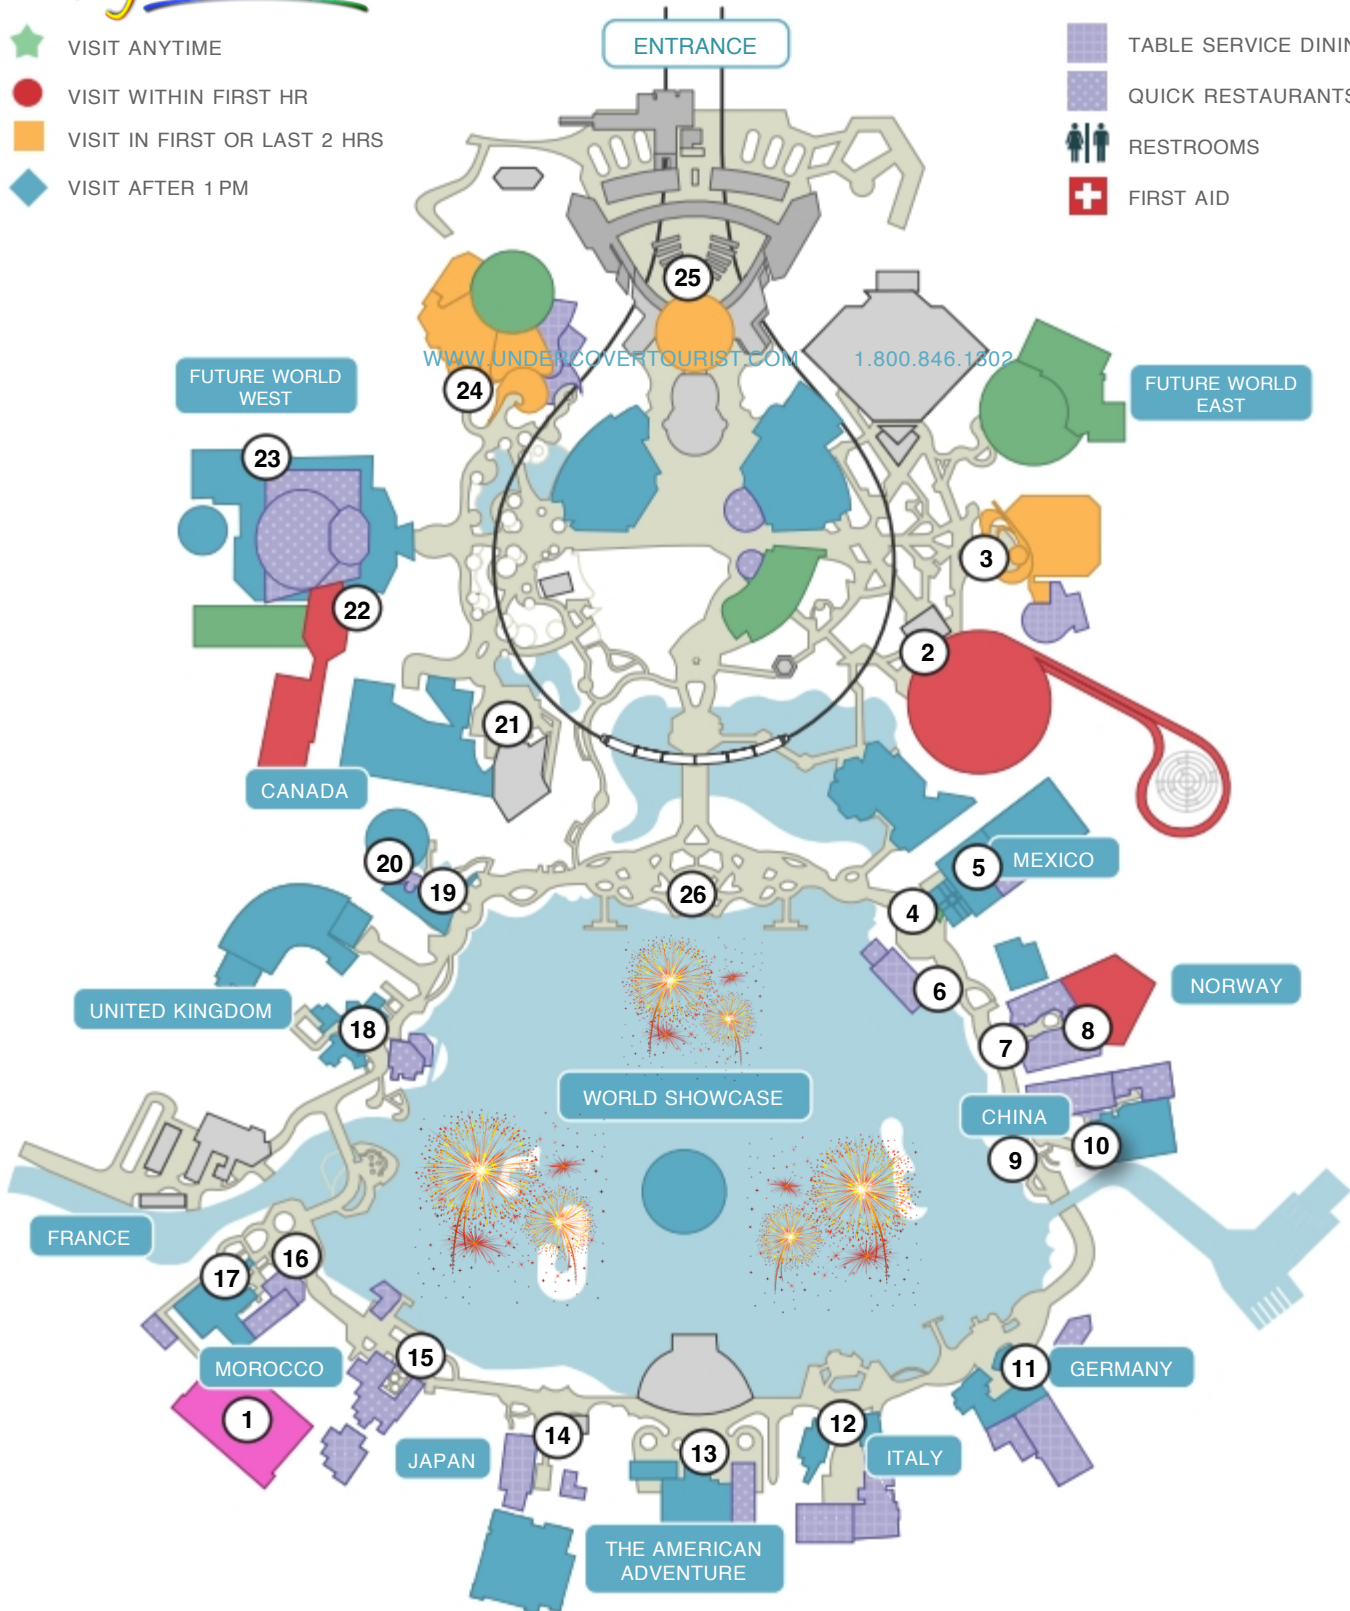 ENTRANCE
VISIT ANYTIME
VISIT WITHIN FIRST HR
VISIT IN FIRST OR LAST 2 HRS
VISIT AFTER 1 PM
TABLE SERVICE
QUICK RESTAURANTS
RESTROOMS
FIRST AID
25
WWW.UNDERCOVERTOURIST.COM 1.800.846.1302
24
FUTURE WORLD
WEST
FUTURE WORLD
EAST
23
3
22
2
21
CANADA
20
19
26
5
MEXICO
4
6
NORWAY
UNITED KINGDOM
18
7
8
WORLD SHOWCASE
CHINA
10
9
FRANCE
16
17
15
MOROCCO
11
GERMANY
1
14
13
12
JAPAN
ITALY
THE AMERICAN
ADVENTURE